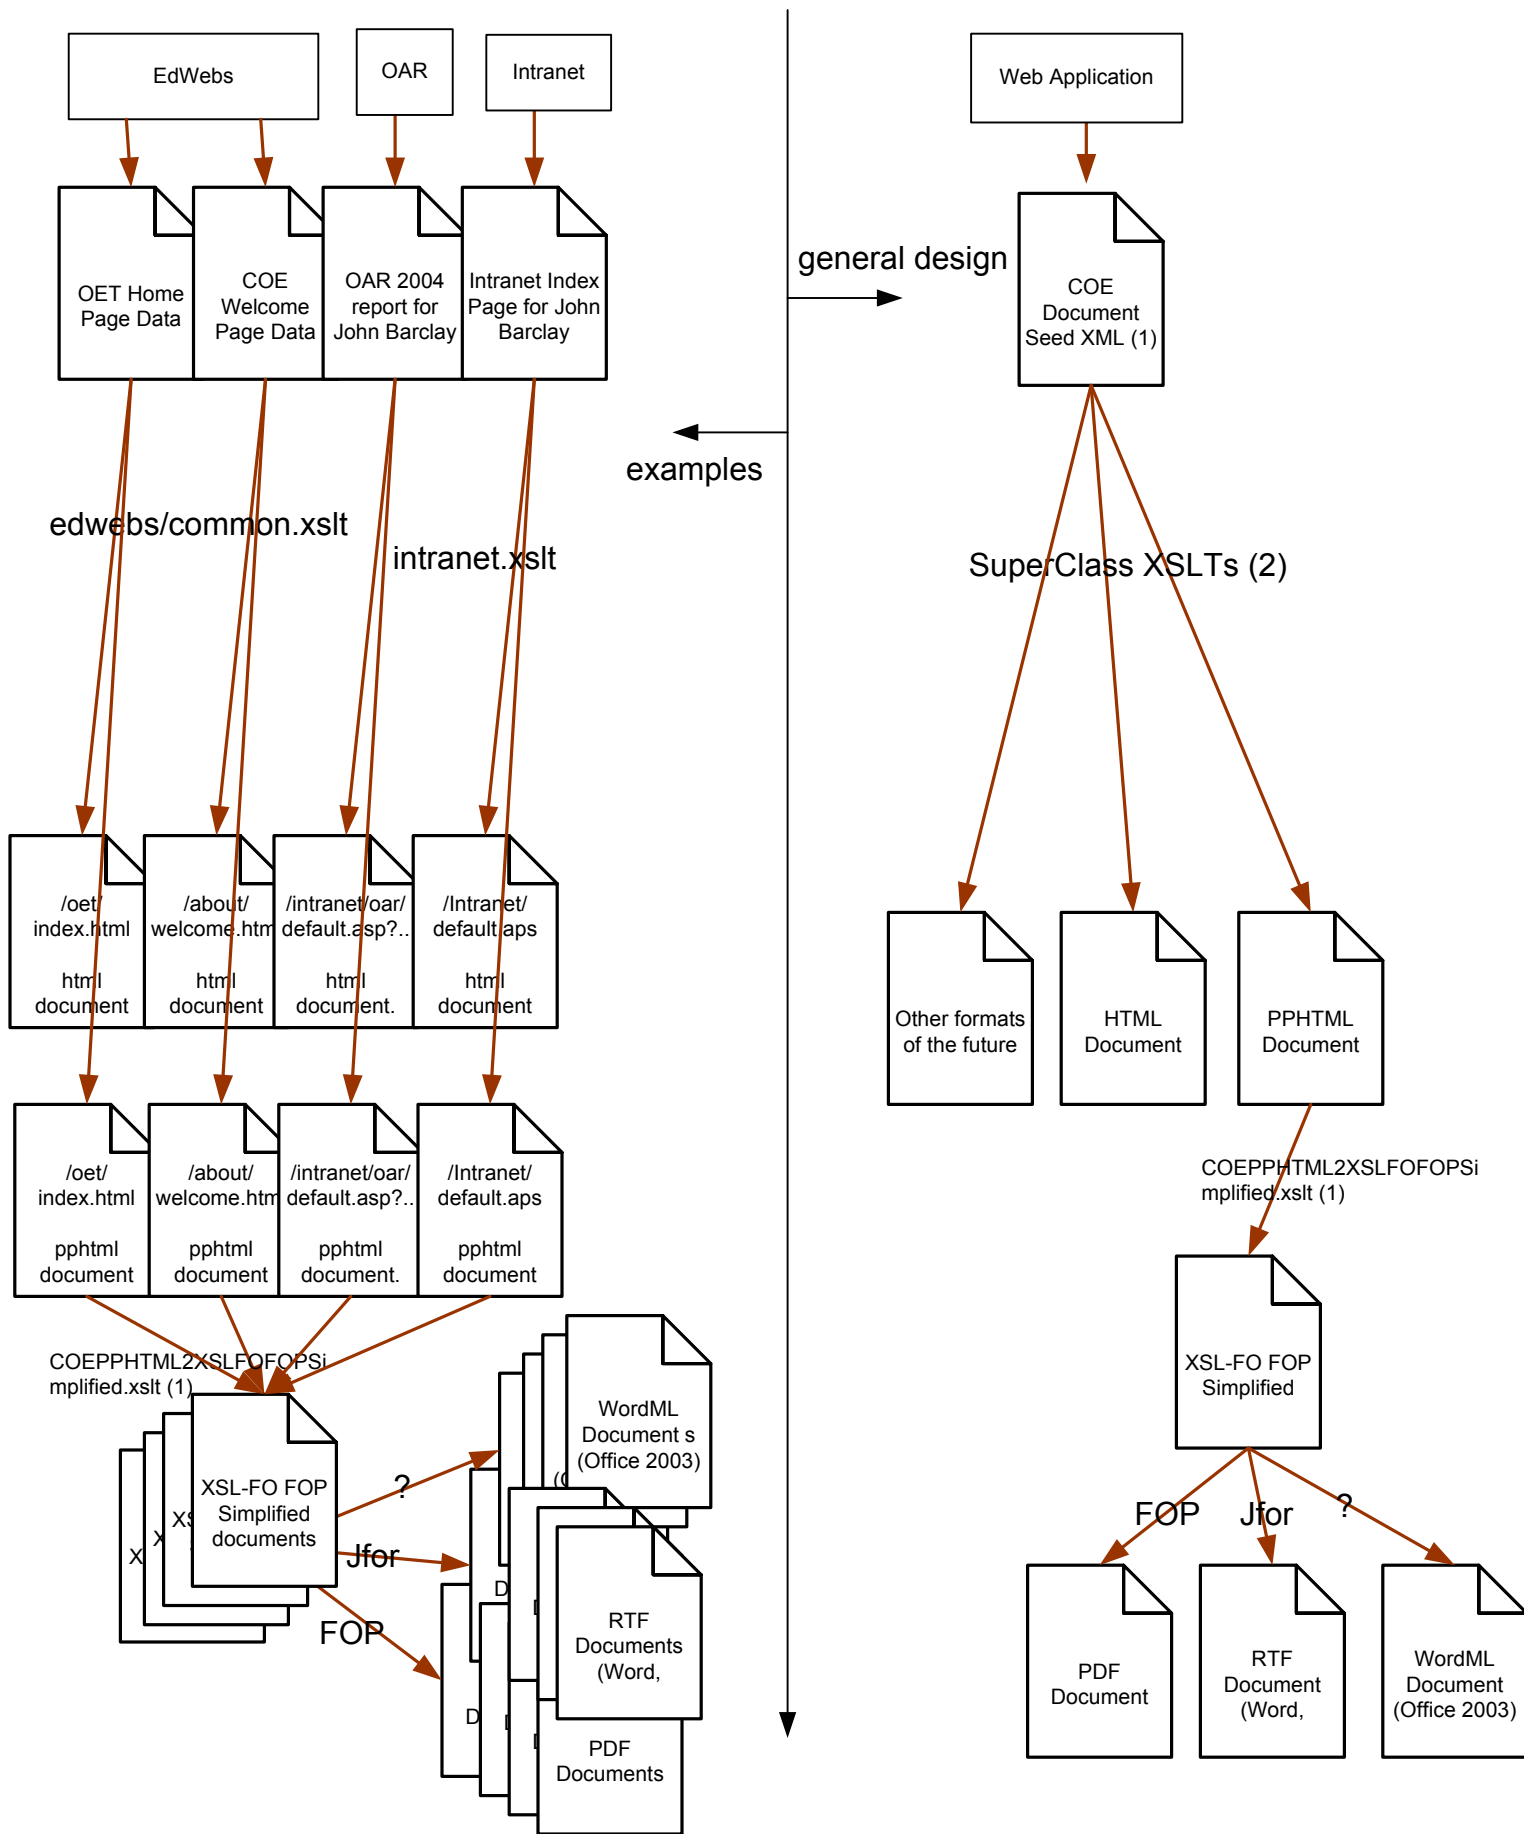 EdWebs
OAR
Intranet
Web Application
OET Home
Page Data
COE
Welcome
Page Data
OAR 2004
report for
John Barclay
Intranet Index
Page for John
Barclay
general design
COE
Document
Seed XML (1)
examples
edwebs/common.xslt
intranet.xslt
SuperClass XSLTs (2)
/oet/
index.html
html
document
/about/
welcome.htm
html
document
/intranet/oar/
default.asp?..
html
document.
/Intranet/
default.aps
html
document
Other formats
of the future
HTML
Document
PPHTML
Document
/oet/
index.html
pphtml
document
/about/
welcome.htm
pphtml
document
/intranet/oar/
default.asp?..
pphtml
document.
/Intranet/
default.aps
pphtml
document
COEPPHTML2XSLFOFOPSi
mplified.xslt (1)
COEPPHTML2XSLFOFOPSi
mplified.xslt (1)
XSL-FO FOP
Simplified
XSL-FO FOP
Simplified
documents
XS
X
X
?
Jfor
FOP
WordML
Document s
(Office 2003)
RTF
Documents
(Word,
PDF
Documents
D
D
FOP
Jfor
?
PDF
Document
RTF
Document
(Word,
WordML
Document
(Office 2003)